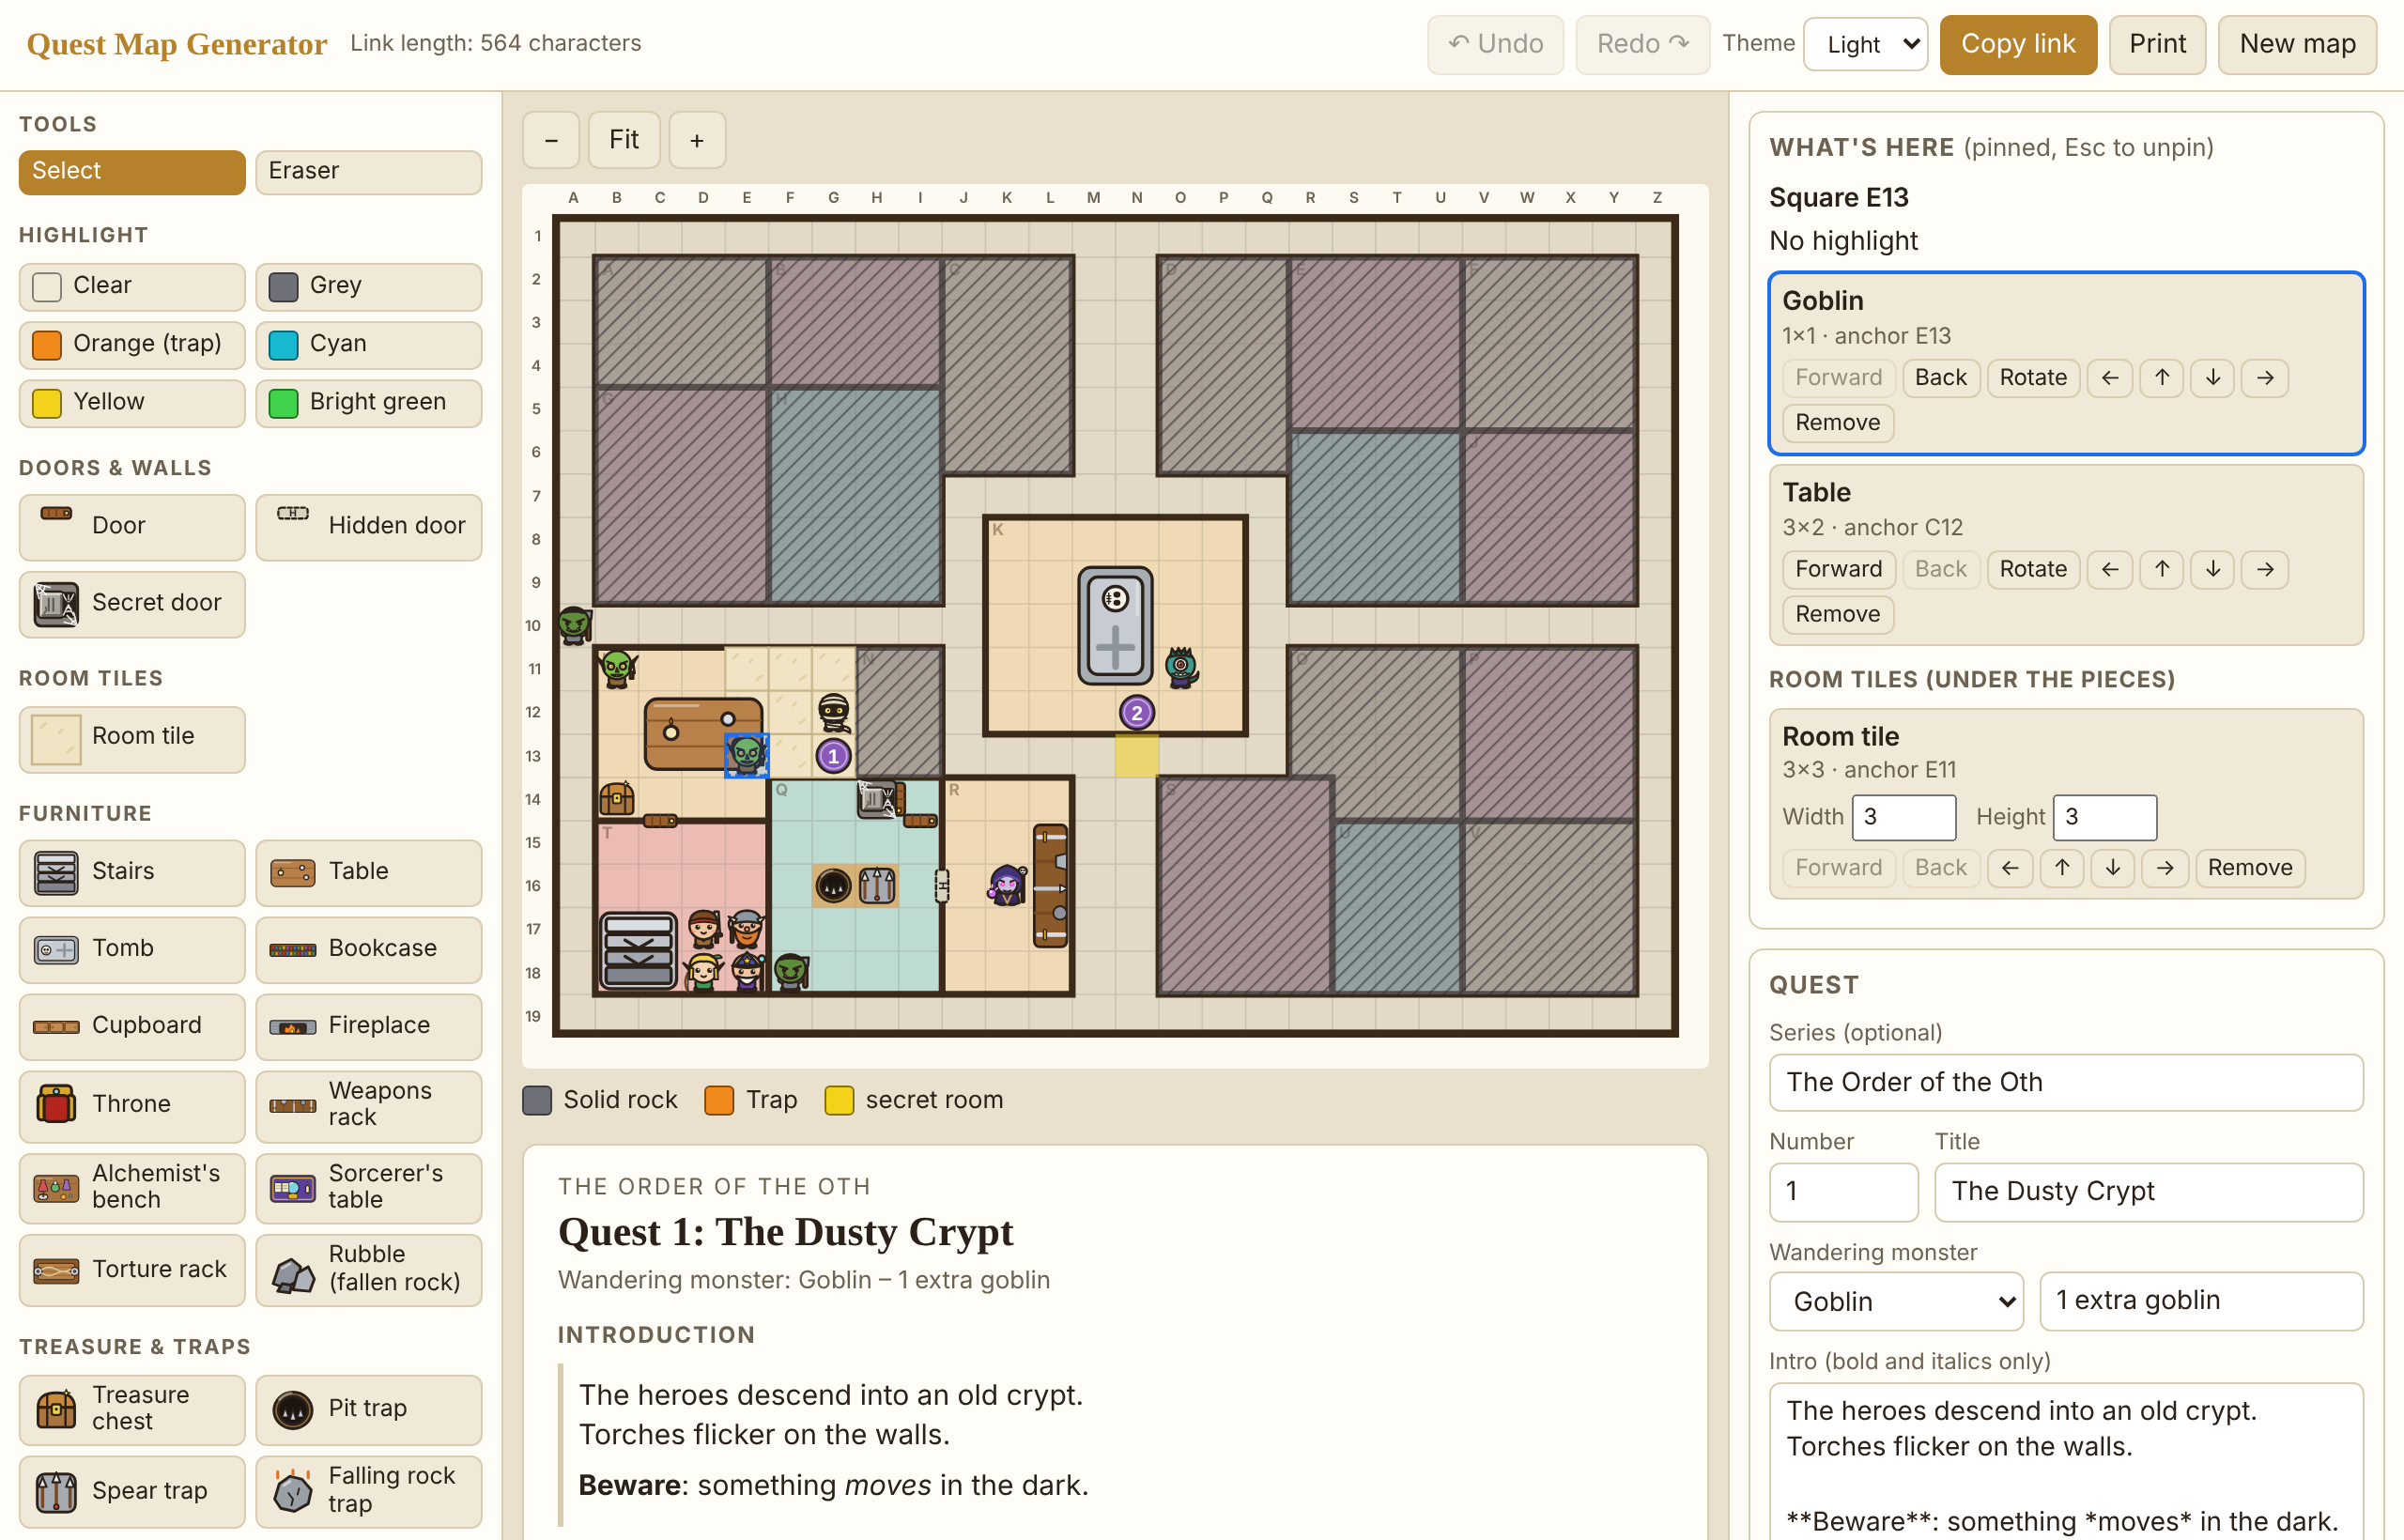 Quest Map Generator
Link length: 564 characters
↶ Undo
Redo ↷
Theme
Light
Copy link
Print
New map
TOOLS
Select
Eraser
HIGHLIGHT
Clear
Grey
Orange (trap)
Cyan
Yellow
Bright green
DOORS & WALLS
Door
Hidden door
Secret door
ROOM TILES
Room tile
FURNITURE
Stairs
Table
Tomb
Bookcase
Cupboard
Fireplace
Throne
Weapons
rack
Alchemist's
bench
Sorcerer's
table
Torture rack
Rubble
(fallen rock)
TREASURE & TRAPS
Treasure
chest
Pit trap
Spear trap
Falling rock
trap
−
Fit
+
A B C D E F G H I J K L M N O P Q R S T U V W X Y Z
1
A B C D E F
2
3
4
5
G H
6
I J
7
8
K
9
10
11
N O P
12
2
13
1
14
Q R S
15
T U V
16
H
17
18
19
Solid rock
Trap
secret room
THE ORDER OF THE OTH
Quest 1: The Dusty Crypt
Wandering monster: Goblin – 1 extra goblin
INTRODUCTION
The heroes descend into an old crypt.
Torches flicker on the walls.
Beware: something moves in the dark.
WHAT'S HERE (pinned, Esc to unpin)
Square E13
No highlight
Goblin
1×1 · anchor E13
Forward Back Rotate ← ↑ ↓ →
Remove
Table
3×2 · anchor C12
Forward Back Rotate ← ↑ ↓ →
Remove
ROOM TILES (UNDER THE PIECES)
Room tile
3×3 · anchor E11
Width 3 Height 3
Forward Back ← ↑ ↓ → Remove
QUEST
Series (optional)
The Order of the Oth
Number
Title
1
The Dusty Crypt
Wandering monster
Goblin
1 extra goblin
Intro (bold and italics only)
The heroes descend into an old crypt.
Torches flicker on the walls.
**Beware**: something *moves* in the dark.